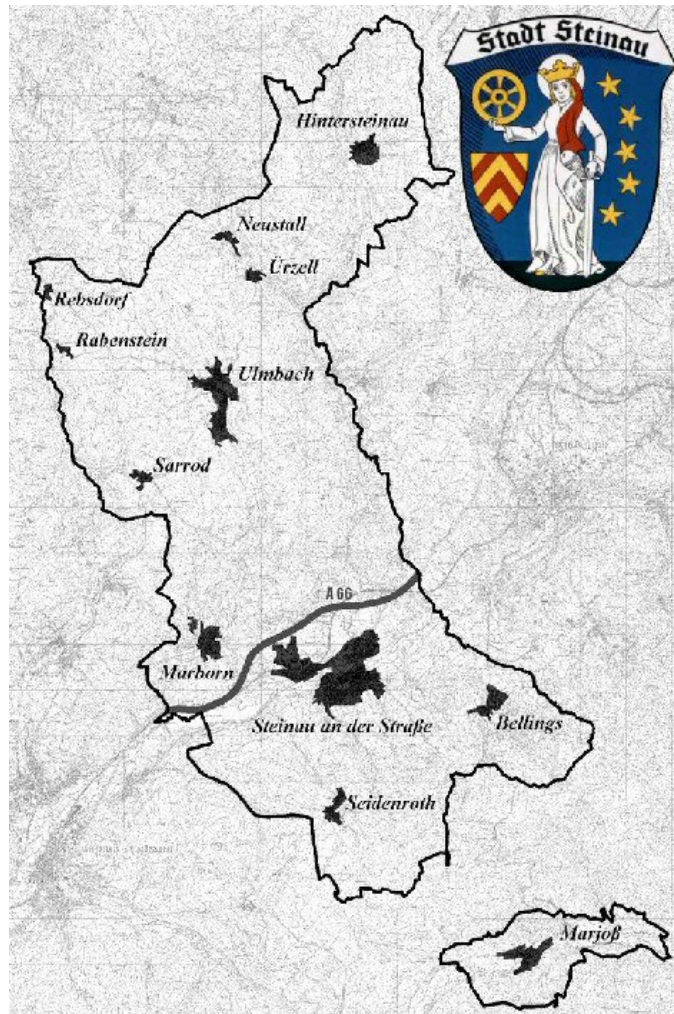 Stadt Steinau
Hintersteinau
Neustall
Ürzell
Rebsdorf
Rabenstein
Ulmbach
Sarrod
A 66
Marborn
Steinau an der Straße
Bellings
Seidenroth
Marjoß